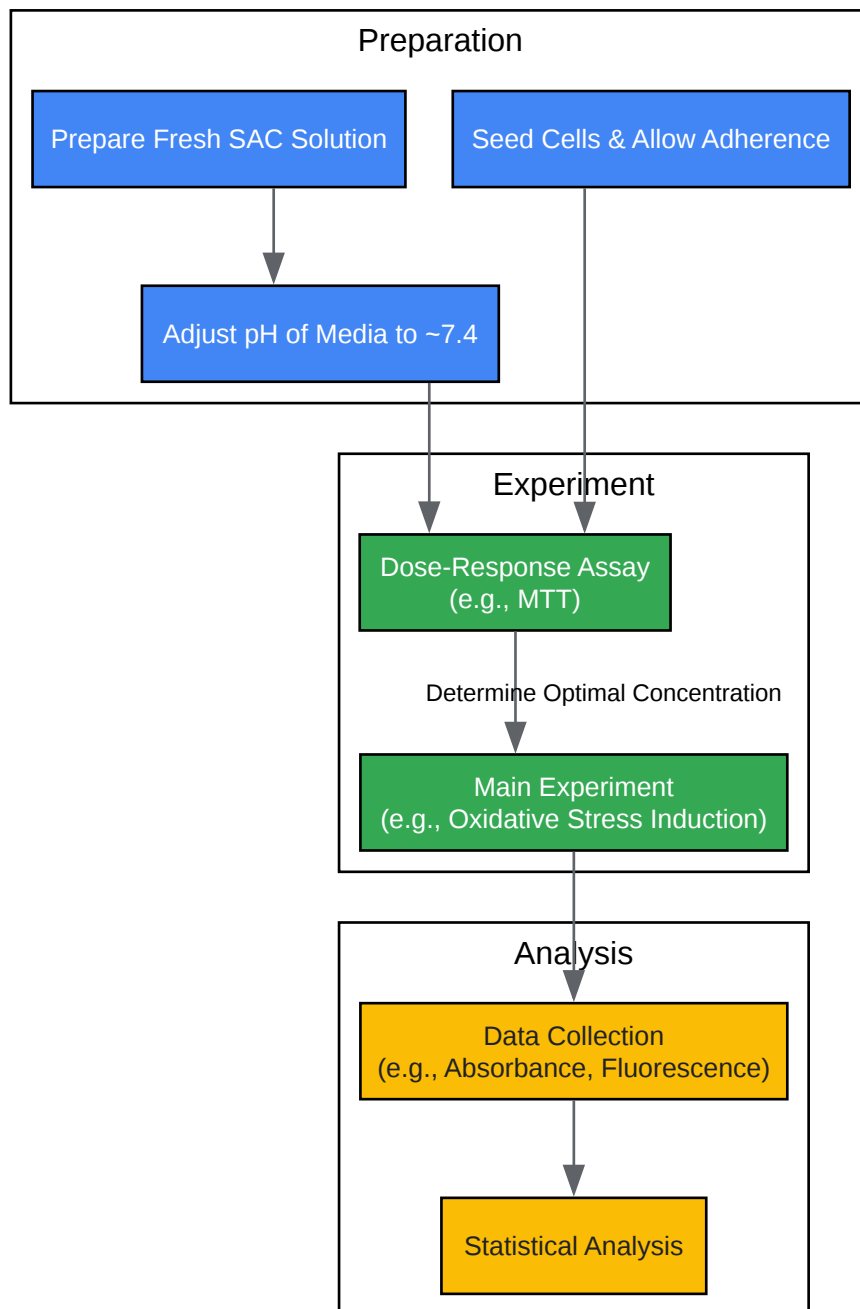 Preparation
Prepare Fresh SAC Solution
Seed Cells & Allow Adherence
Adjust pH of Media to ~7.4
Experiment
Dose-Response Assay
(e.g., MTT)
Determine Optimal Concentration
Main Experiment
(e.g., Oxidative Stress Induction)
Analysis
Data Collection
(e.g., Absorbance, Fluorescence)
Statistical Analysis